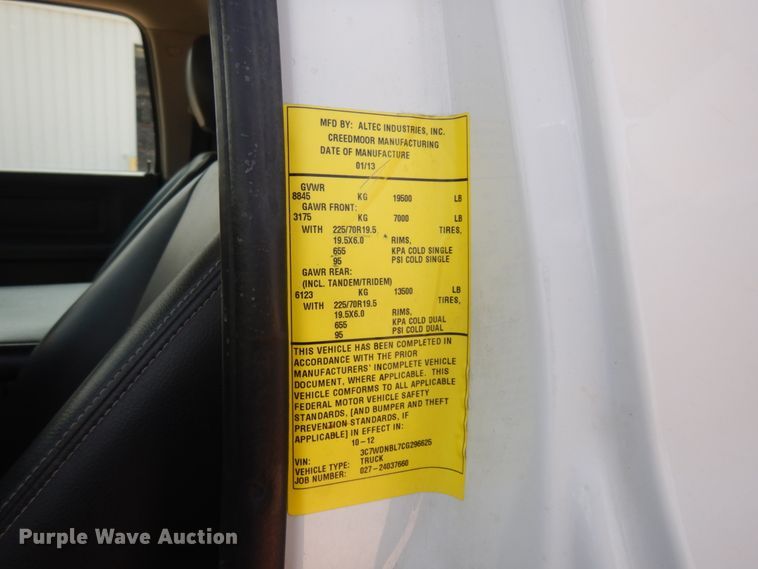 MFD BY: ALTEC INDUSTRIES, INC.
CREEDMOOR MANUFACTURING
DATE OF MANUFACTURE
01/13
GVWR
8845 KG 19500 LB
GAWR FRONT:
3175 KG 7000 LB
WITH 225/70R19.5 TIRES,
19.5X6.0 RIMS,
655 KPA COLD SINGLE
95 PSI COLD SINGLE
GAWR REAR:
(INCL. TANDEM/TRIDEM)
6123 KG 13500 LB
WITH 225/70R19.5 TIRES,
19.5X6.0 RIMS,
655 KPA COLD DUAL
95 PSI COLD DUAL
THIS VEHICLE HAS BEEN COMPLETED IN
ACCORDANCE WITH THE PRIOR
MANUFACTURERS' INCOMPLETE VEHICLE
DOCUMENT, WHERE APPLICABLE. THIS
VEHICLE COMFORMS TO ALL APPLICABLE
FEDERAL MOTOR VEHICLE SAFETY
STANDARDS, [AND BUMPER AND THEFT
PREVENTION STANDARDS, IF
APPLICABLE] IN EFFECT IN:
10-12
VIN: 3C7WDNBL7CG296625
VEHICLE TYPE: TRUCK
JOB NUMBER: 027-24037660
Purple Wave Auction